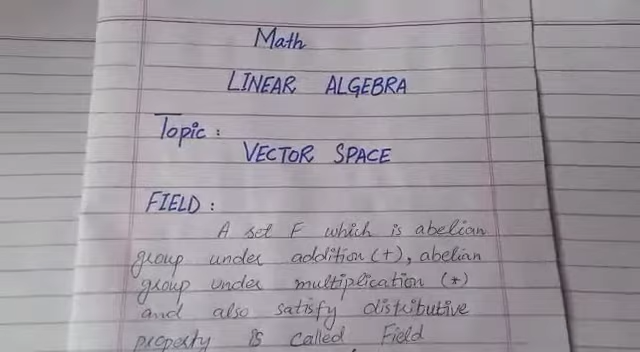 Math
LINEAR ALGEBRA
Topic :
VECTOR SPACE
FIELD :
A set F which is abelian
group under addition (+), abelian
group under multiplication (*)
and also satisfy distributive
property is called Field